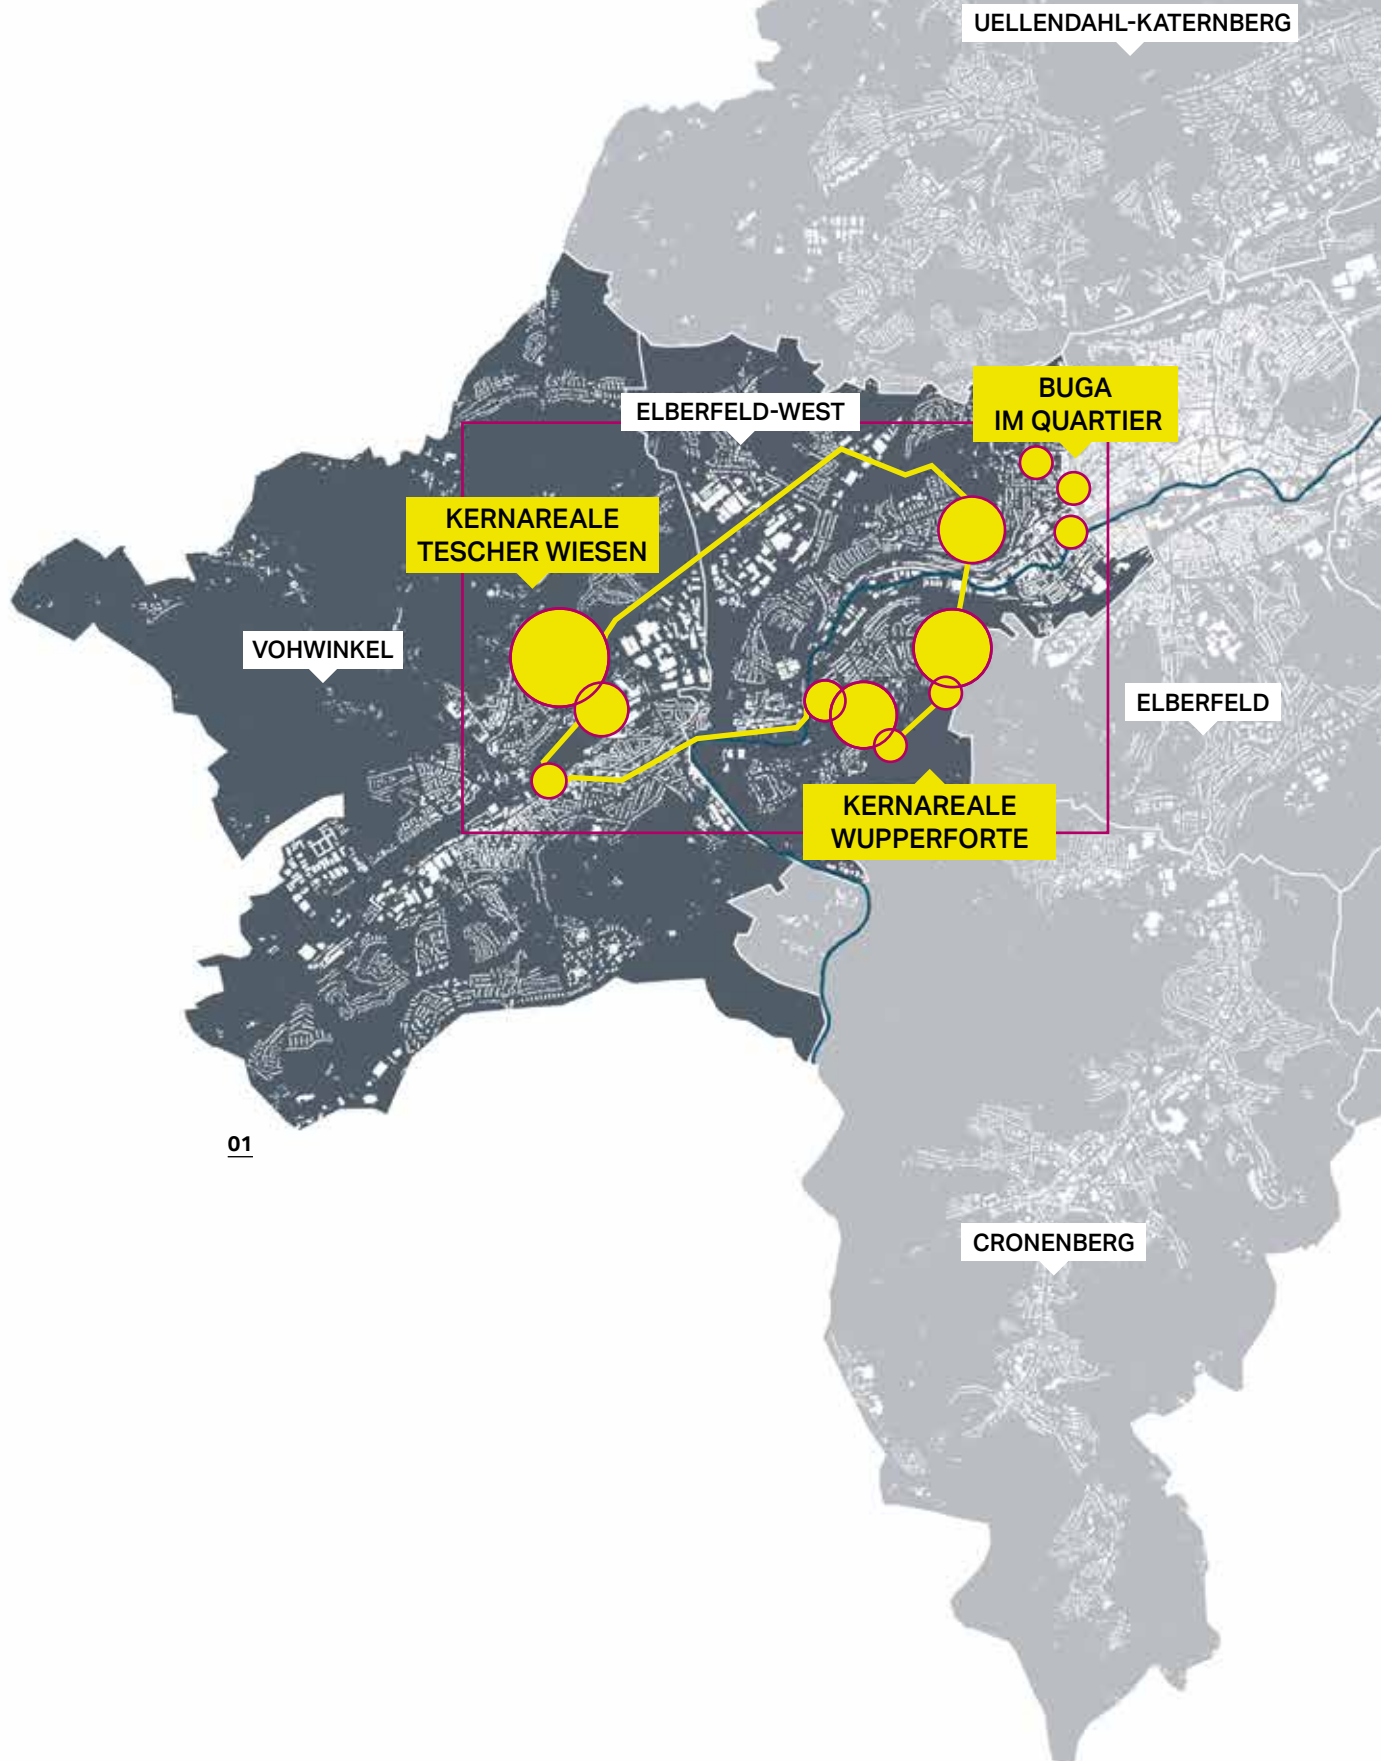 UELLENDAHL-KATERNBERG
BUGA
IM QUARTIER
ELBERFELD-WEST
KERNAREALE
TESCHER WIESEN
VOHWINKEL
ELBERFELD
KERNAREALE
WUPPERFORTE
01
CRONENBERG